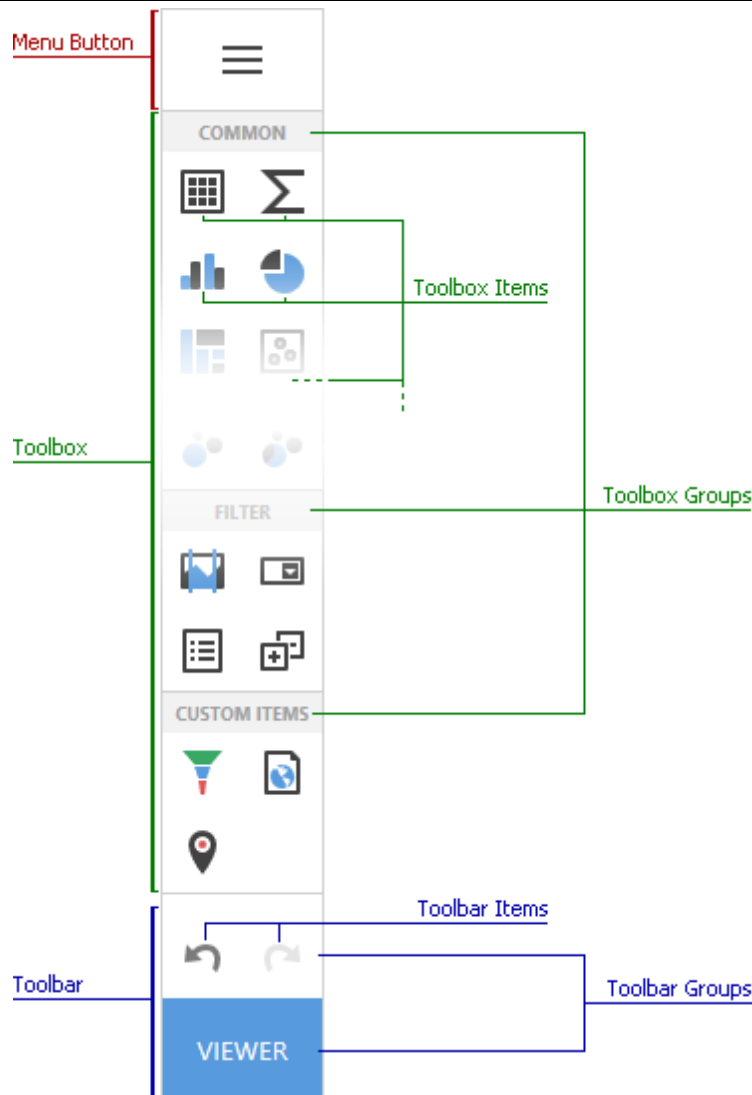 Menu Button
COMMON
Toolbox Items
Toolbox
Toolbox Groups
FILTER
CUSTOM ITEMS
Toolbar Items
Toolbar
Toolbar Groups
VIEWER